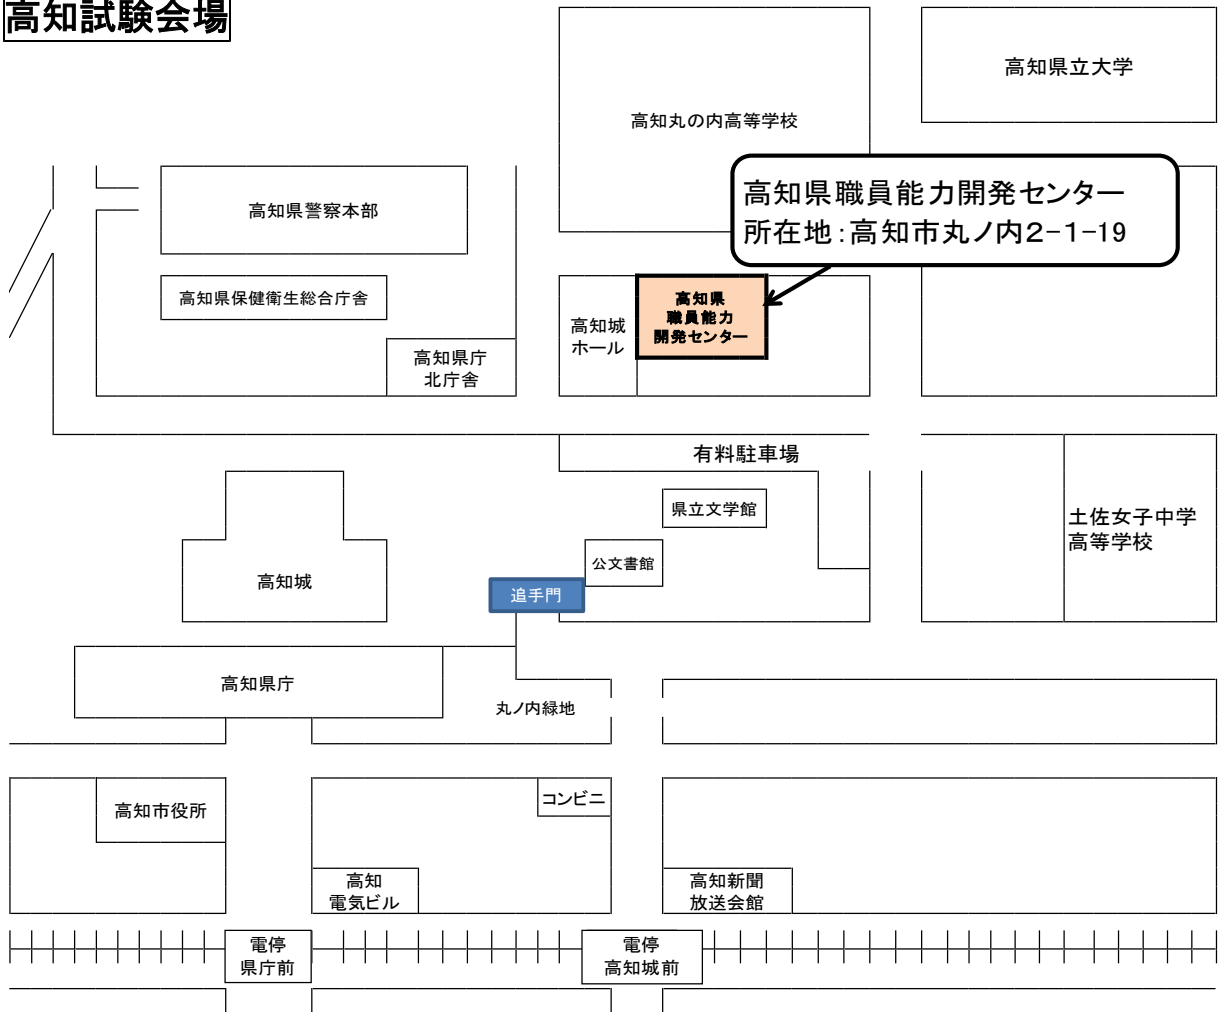 高知試験会場
高知県立大学
高知丸の内高等学校
高知県職員能力開発センター
所在地:高知市丸ノ内2-1-19
高知県警察本部
高知県保健衛生総合庁舎
高知県庁
北庁舎
高知城
ホール
高知県
職員能力
開発センター
有料駐車場
県立文学館
公文書館
土佐女子中学
高等学校
高知城
追手門
高知県庁
丸ノ内緑地
高知市役所
コンビニ
高知
電気ビル
高知新聞
放送会館
電停
県庁前
電停
高知城前